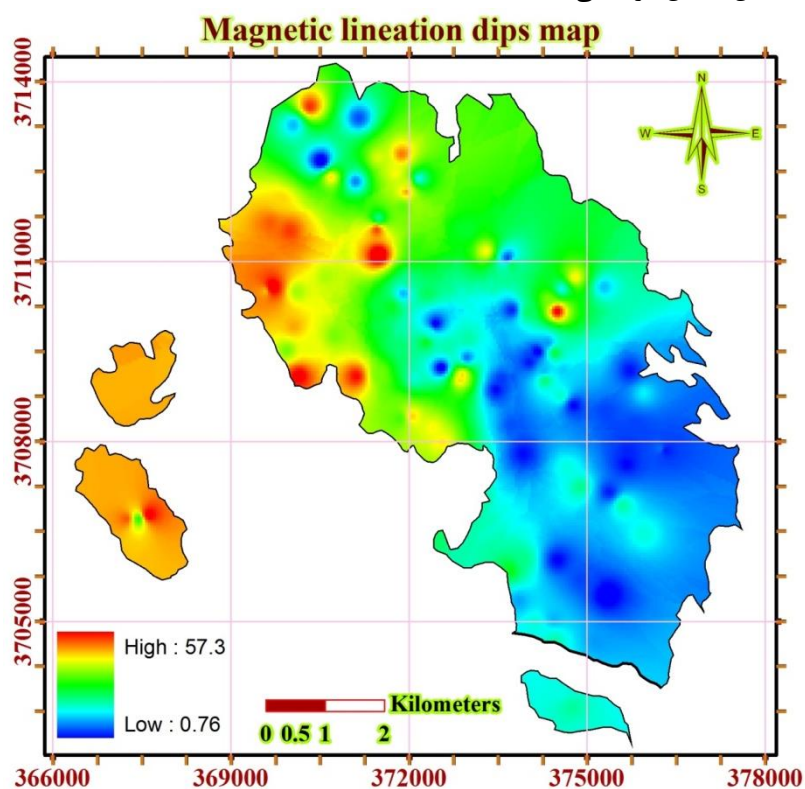 Magnetic lineation dips map
3714000
3711000
3708000
3705000
N
W E
S
High : 57.3
Low : 0.76
Kilometers
0 0.5 1 2
366000 369000 372000 375000 378000